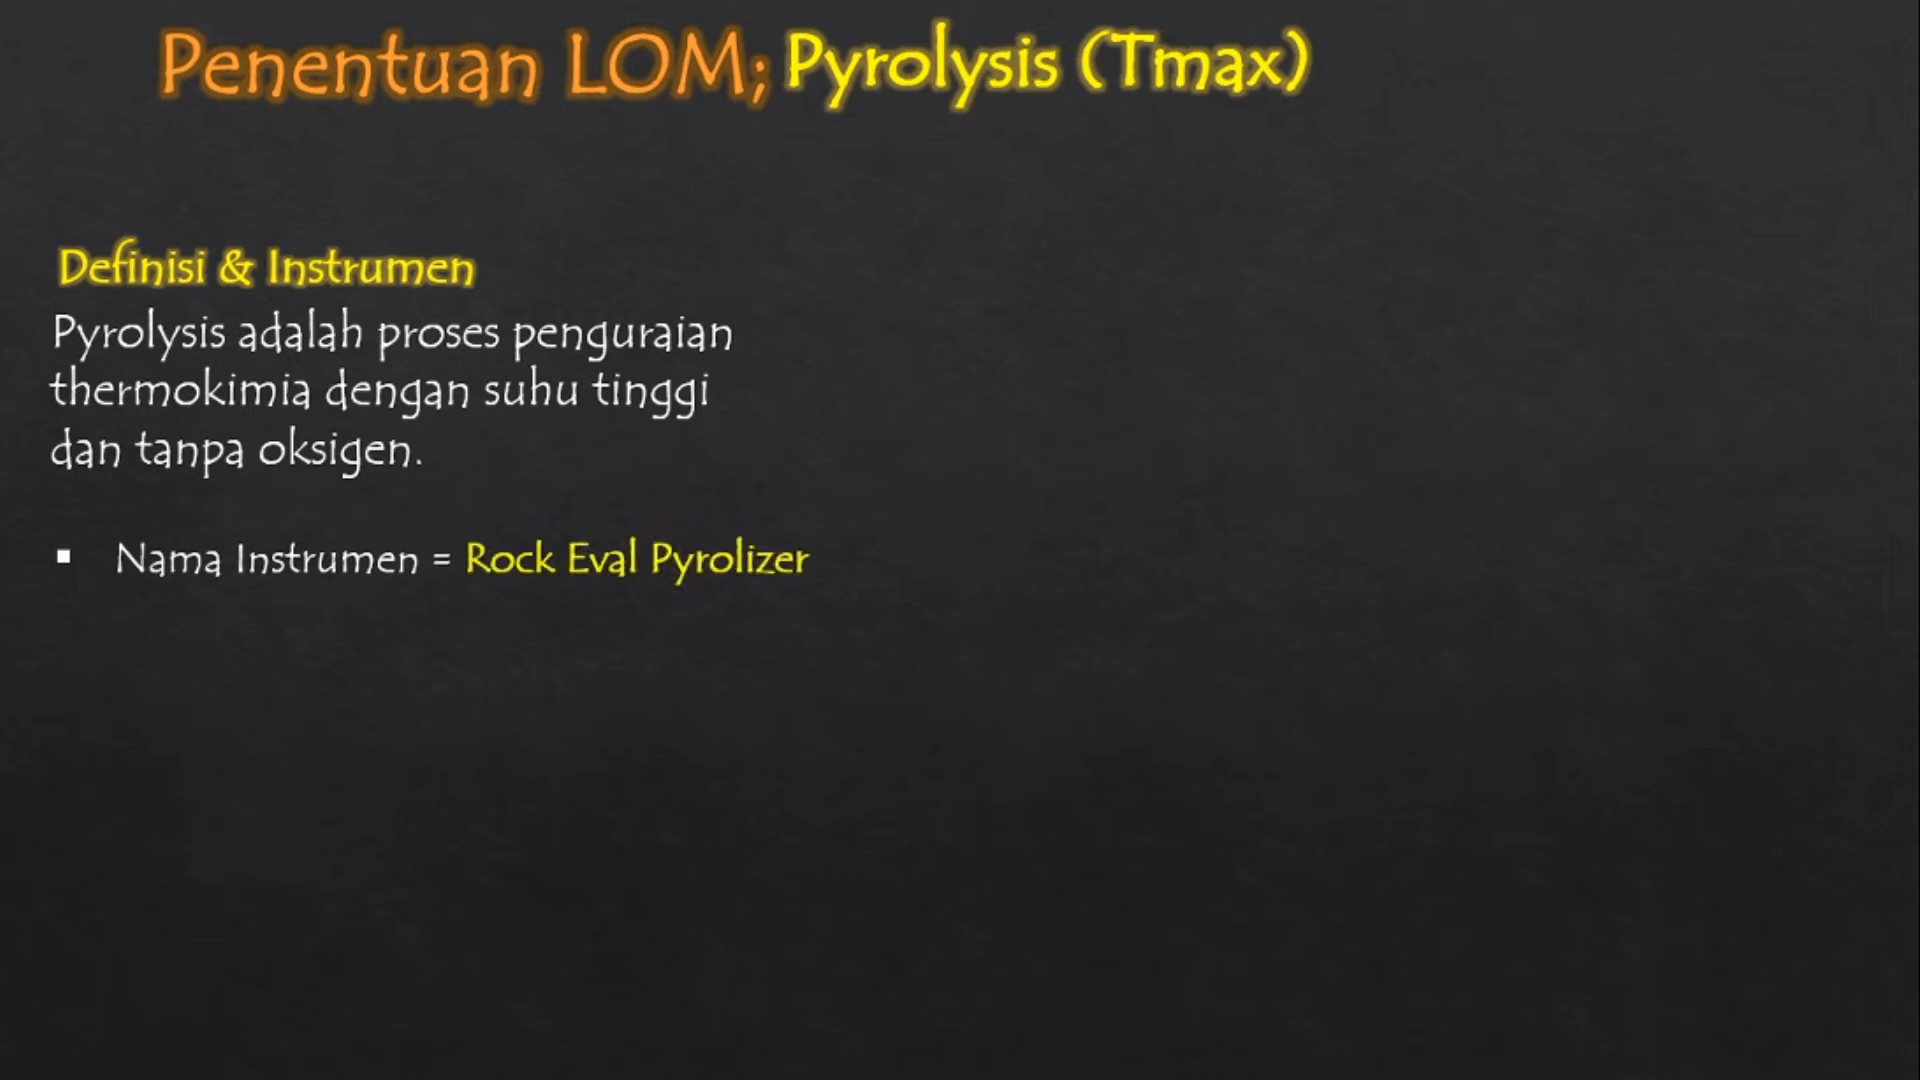 Penentuan LOM; Pyrolysis (Tmax)
Definisi & Instrumen
Pyrolysis adalah proses penguraian
thermokimia dengan suhu tinggi
dan tanpa oksigen.
▪ Nama Instrumen = Rock Eval Pyrolizer